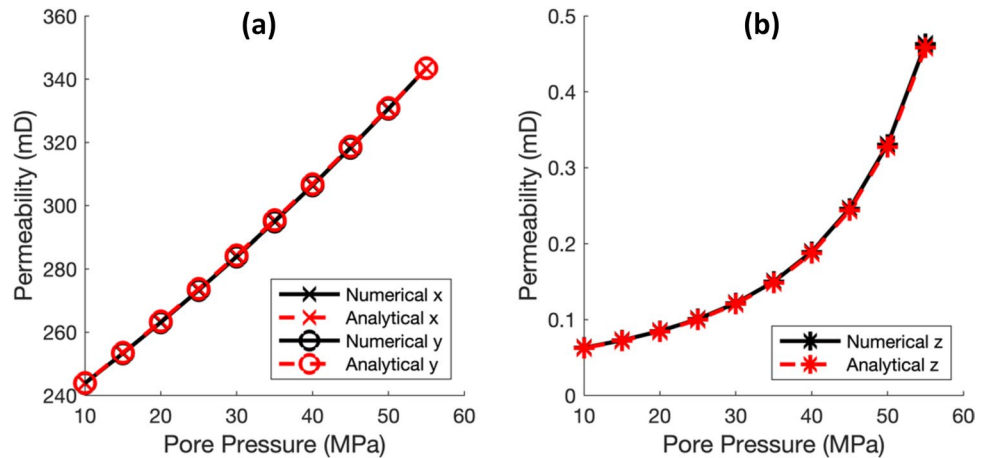 (a)
360
340
320
300
280
260
240
10 20 30 40 50 60
Permeability (mD)
Pore Pressure (MPa)
Numerical x
Analytical x
Numerical y
Analytical y
(b)
0.5
0.4
0.3
0.2
0.1
0
10 20 30 40 50 60
Permeability (mD)
Pore Pressure (MPa)
Numerical z
Analytical z